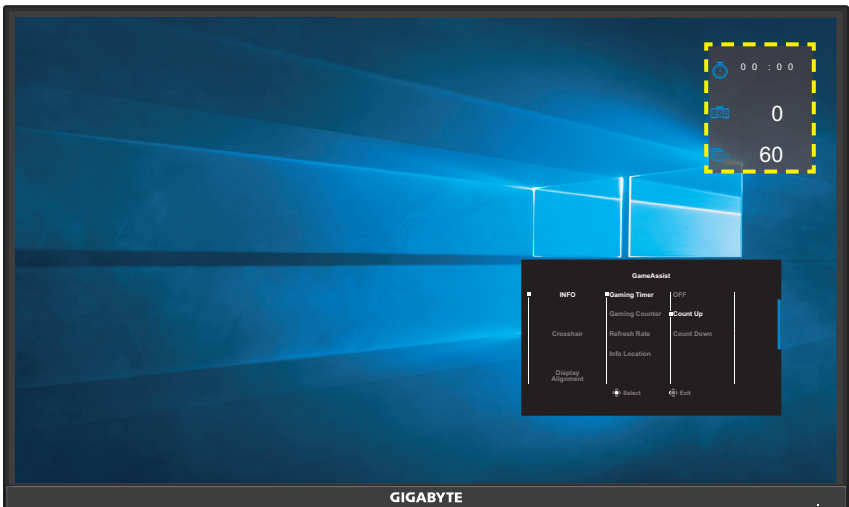 00 :00
0
60
GameAssist
INFO
Gaming Timer
OFF
Gaming Counter
Count Up
Crosshair
Refresh Rate
Count Down
Info Location
Display
Alignment
Select
Exit
GIGABYTE